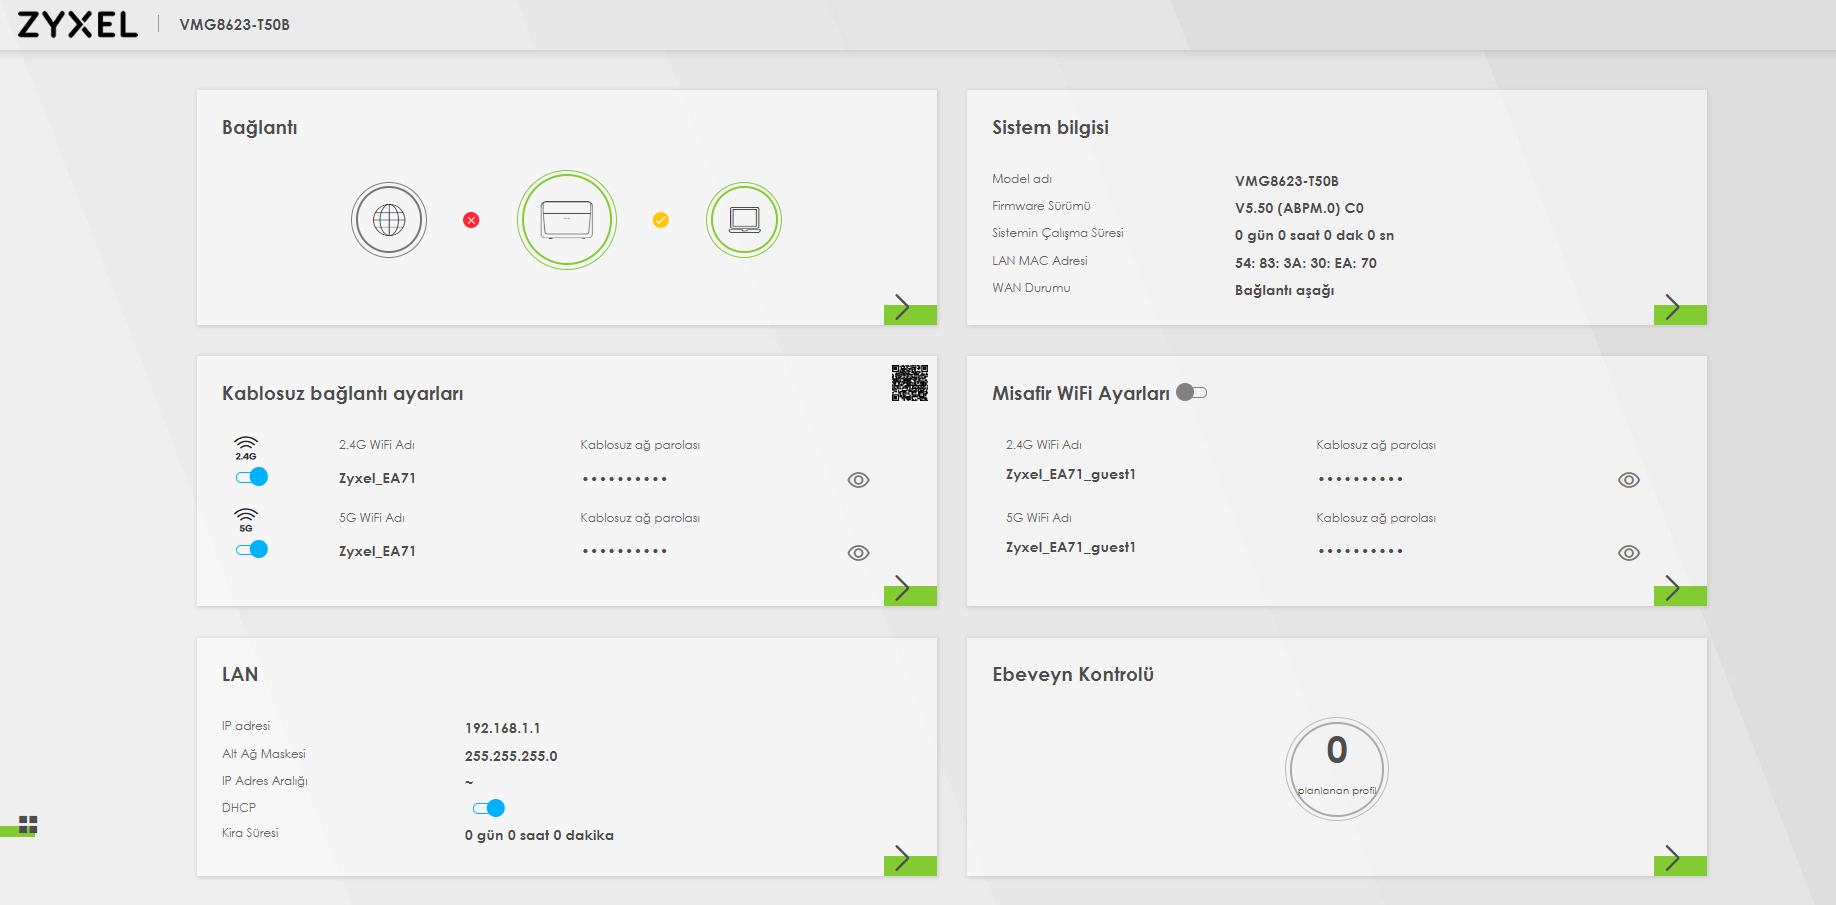 ZYXEL
VMG8623-T50B
Bağlantı
Sistem bilgisi
Model adı
VMG8623-T50B
Firmware Sürümü
V5.50 (ABPM.0) C0
Sistemin Çalışma Süresi
0 gün 0 saat 0 dak 0 sn
LAN MAC Adresi
54: 83: 3A: 30: EA: 70
WAN Durumu
Bağlantı aşağı
Kablosuz bağlantı ayarları
2.4G
2.4G WiFi Adı
Kablosuz ağ parolası
Zyxel_EA71
••••••••••
5G
5G WiFi Adı
Kablosuz ağ parolası
Zyxel_EA71
••••••••••
Misafir WiFi Ayarları
2.4G WiFi Adı
Kablosuz ağ parolası
Zyxel_EA71_guest1
••••••••••
5G WiFi Adı
Kablosuz ağ parolası
Zyxel_EA71_guest1
••••••••••
LAN
IP adresi
192.168.1.1
Alt Ağ Maskesi
255.255.255.0
IP Adres Aralığı
~
DHCP
Kira Süresi
0 gün 0 saat 0 dakika
Ebeveyn Kontrolü
0
planlanan profil